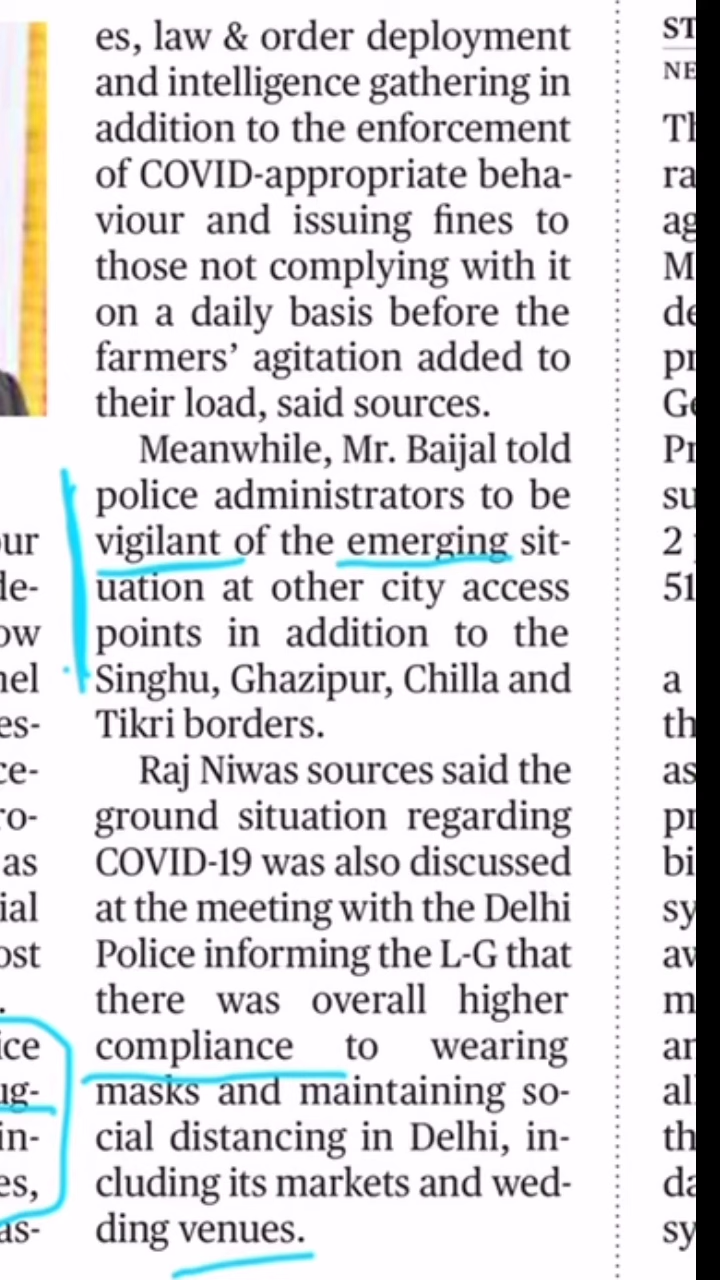 es, law & order deployment
and intelligence gathering in
addition to the enforcement
of COVID-appropriate beha-
viour and issuing fines to
those not complying with it
on a daily basis before the
farmers’ agitation added to
their load, said sources.
Meanwhile, Mr. Baijal told
police administrators to be
vigilant of the emerging sit-
uation at other city access
points in addition to the
Singhu, Ghazipur, Chilla and
Tikri borders.
Raj Niwas sources said the
ground situation regarding
COVID-19 was also discussed
at the meeting with the Delhi
Police informing the L-G that
there was overall higher
compliance to wearing
masks and maintaining so-
cial distancing in Delhi, in-
cluding its markets and wed-
ding venues.